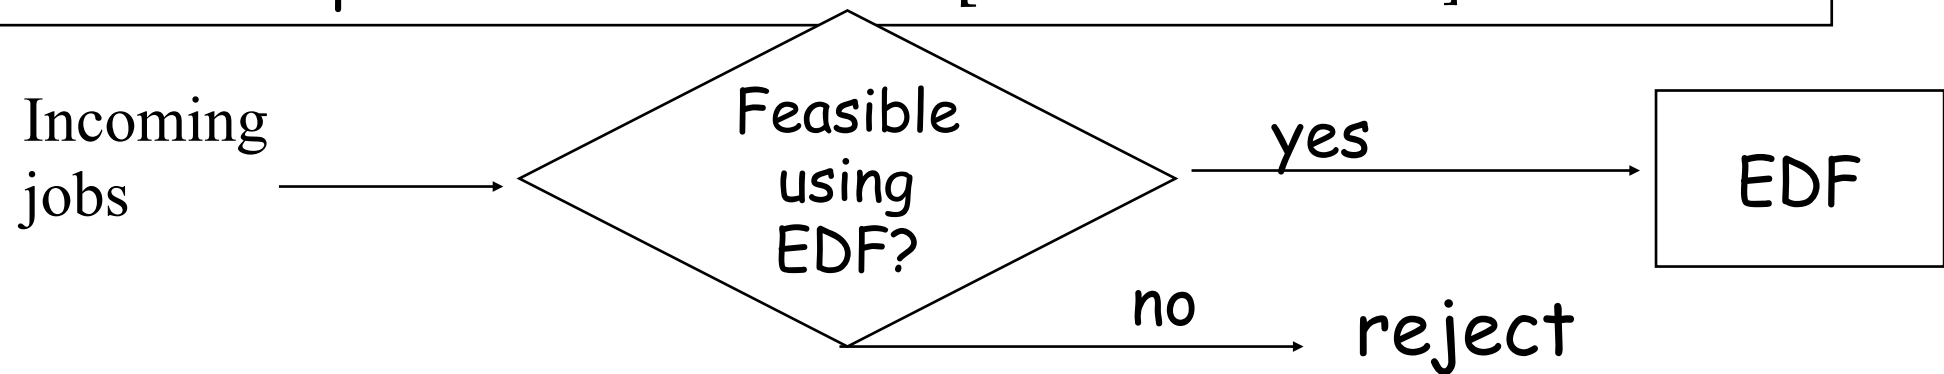 Incoming
jobs
Feasible
using
EDF?
yes
EDF
no
reject